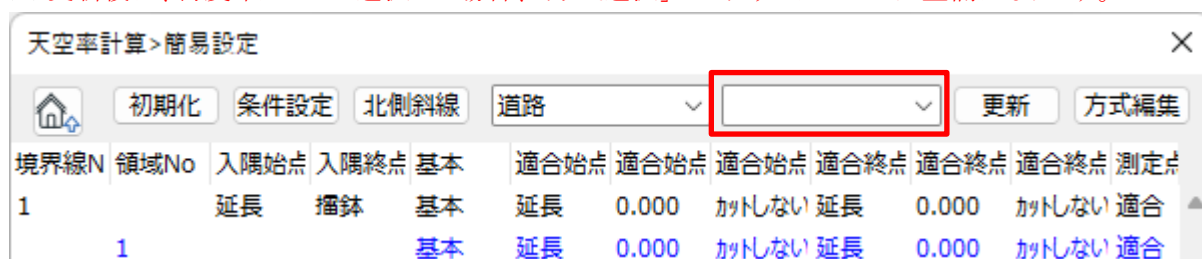 天空率計算>簡易設定
初期化 条件設定 北側斜線 道路 更新 方式編集
境界線N 領域No 入隅始点 入隅終点 基本 適合始点 適合始点 適合始点 適合終点 適合終点 適合終点 測定点
1 延長 擂鉢 基本 延長 0.000 ｶｯﾄしない 延長 0.000 ｶｯﾄしない 適合
1 基本 延長 0.000 ｶｯﾄしない 延長 0.000 ｶｯﾄしない 適合